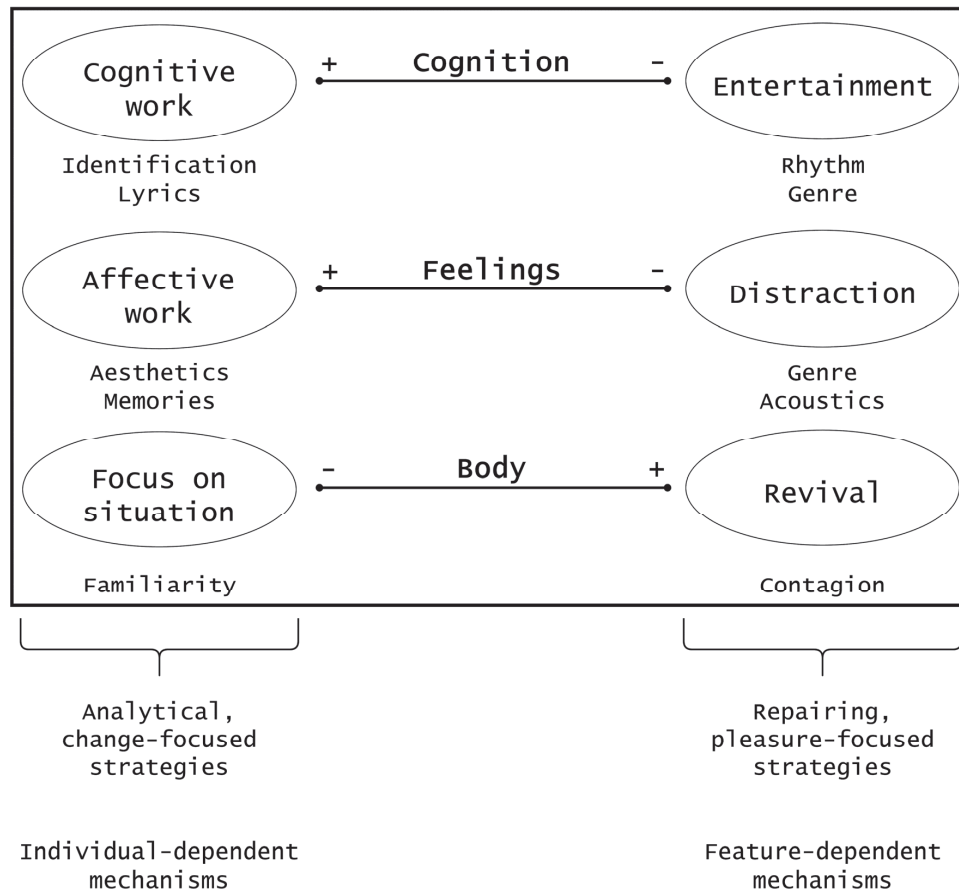 Cognitive
work
+ Cognition –
Entertainment
Identification
Lyrics
Rhythm
Genre
Affective
work
+ Feelings –
Distraction
Aesthetics
Memories
Genre
Acoustics
Focus on
situation
– Body +
Revival
Familiarity
Contagion
Analytical,
change–focused
strategies
Repairing,
pleasure–focused
strategies
Individual–dependent
mechanisms
Feature–dependent
mechanisms